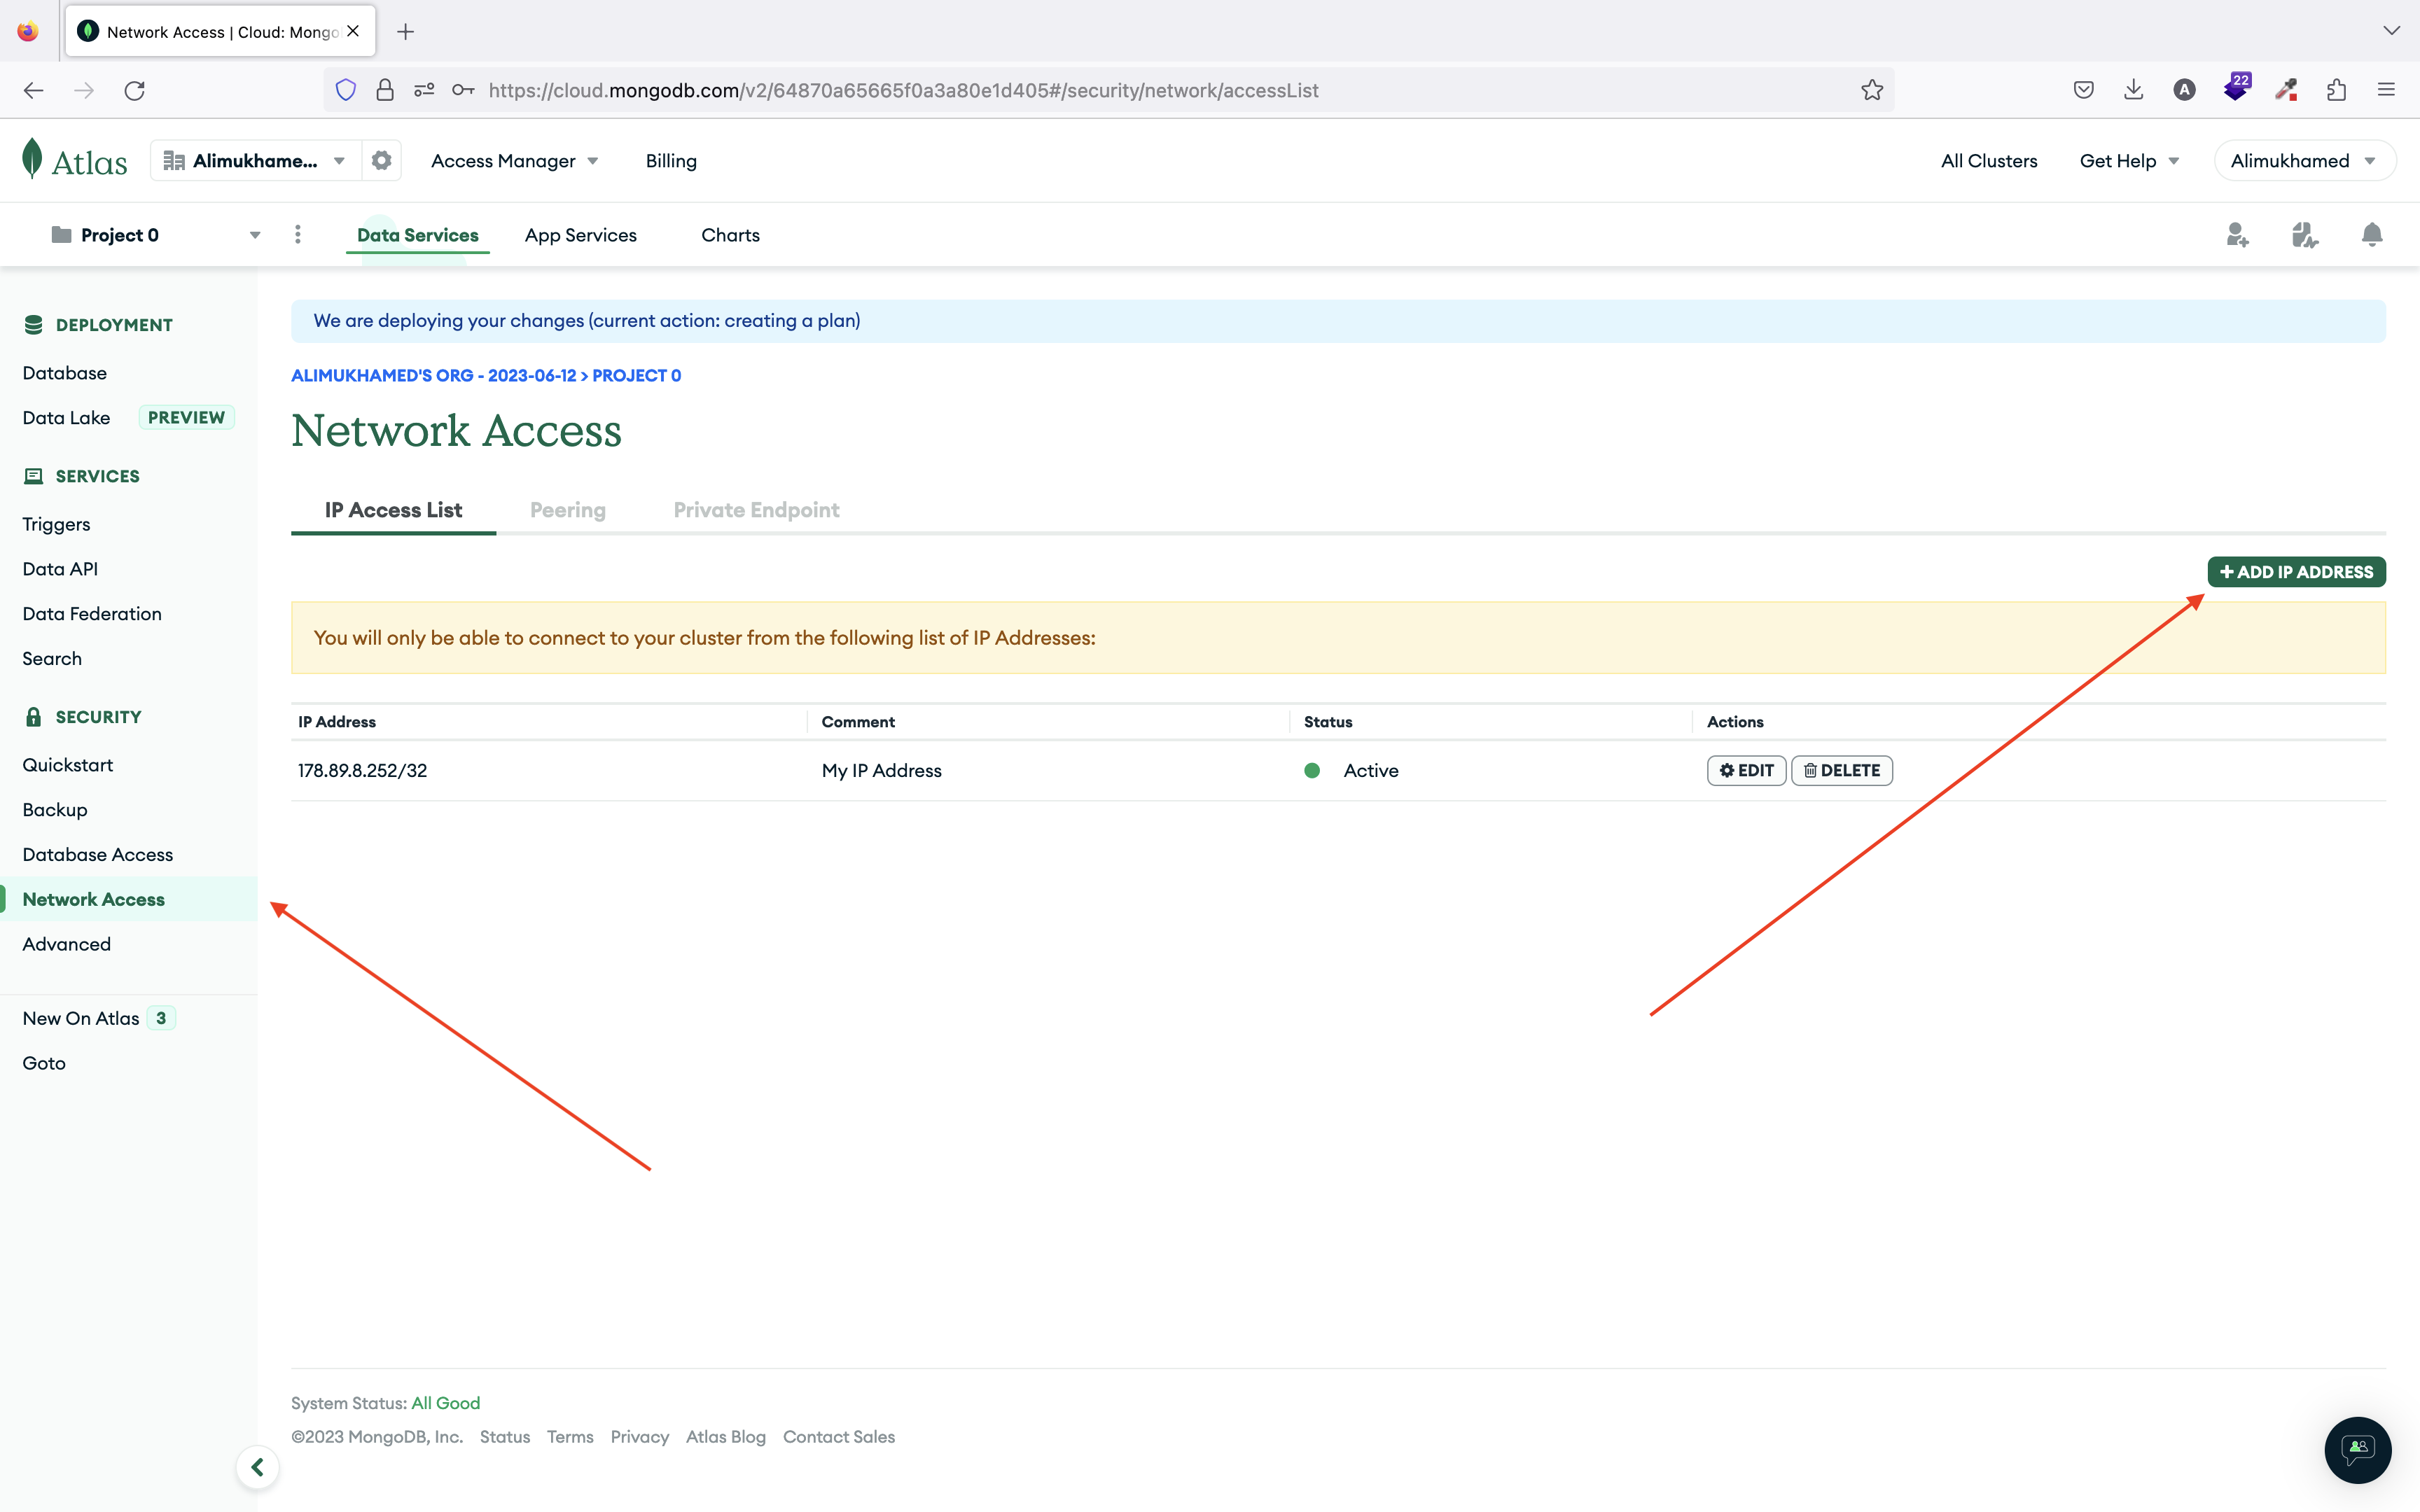 Network Access | Cloud: Mongo
https://cloud.mongodb.com/v2/64870a65665f0a3a80e1d405#/security/network/accessList
A
22
Atlas
Alimukhame...
Access Manager
Billing
All Clusters
Get Help
Alimukhamed
Project 0
Data Services
App Services
Charts
DEPLOYMENT
Database
Data Lake PREVIEW
SERVICES
Triggers
Data API
Data Federation
Search
SECURITY
Quickstart
Backup
Database Access
Network Access
Advanced
New On Atlas 3
Goto
We are deploying your changes (current action: creating a plan)
ALIMUKHAMED'S ORG - 2023-06-12 > PROJECT 0
Network Access
IP Access List Peering Private Endpoint
+ ADD IP ADDRESS
You will only be able to connect to your cluster from the following list of IP Addresses:
IP Address Comment Status Actions
178.89.8.252/32 My IP Address Active EDIT DELETE
System Status: All Good
©2023 MongoDB, Inc. Status Terms Privacy Atlas Blog Contact Sales